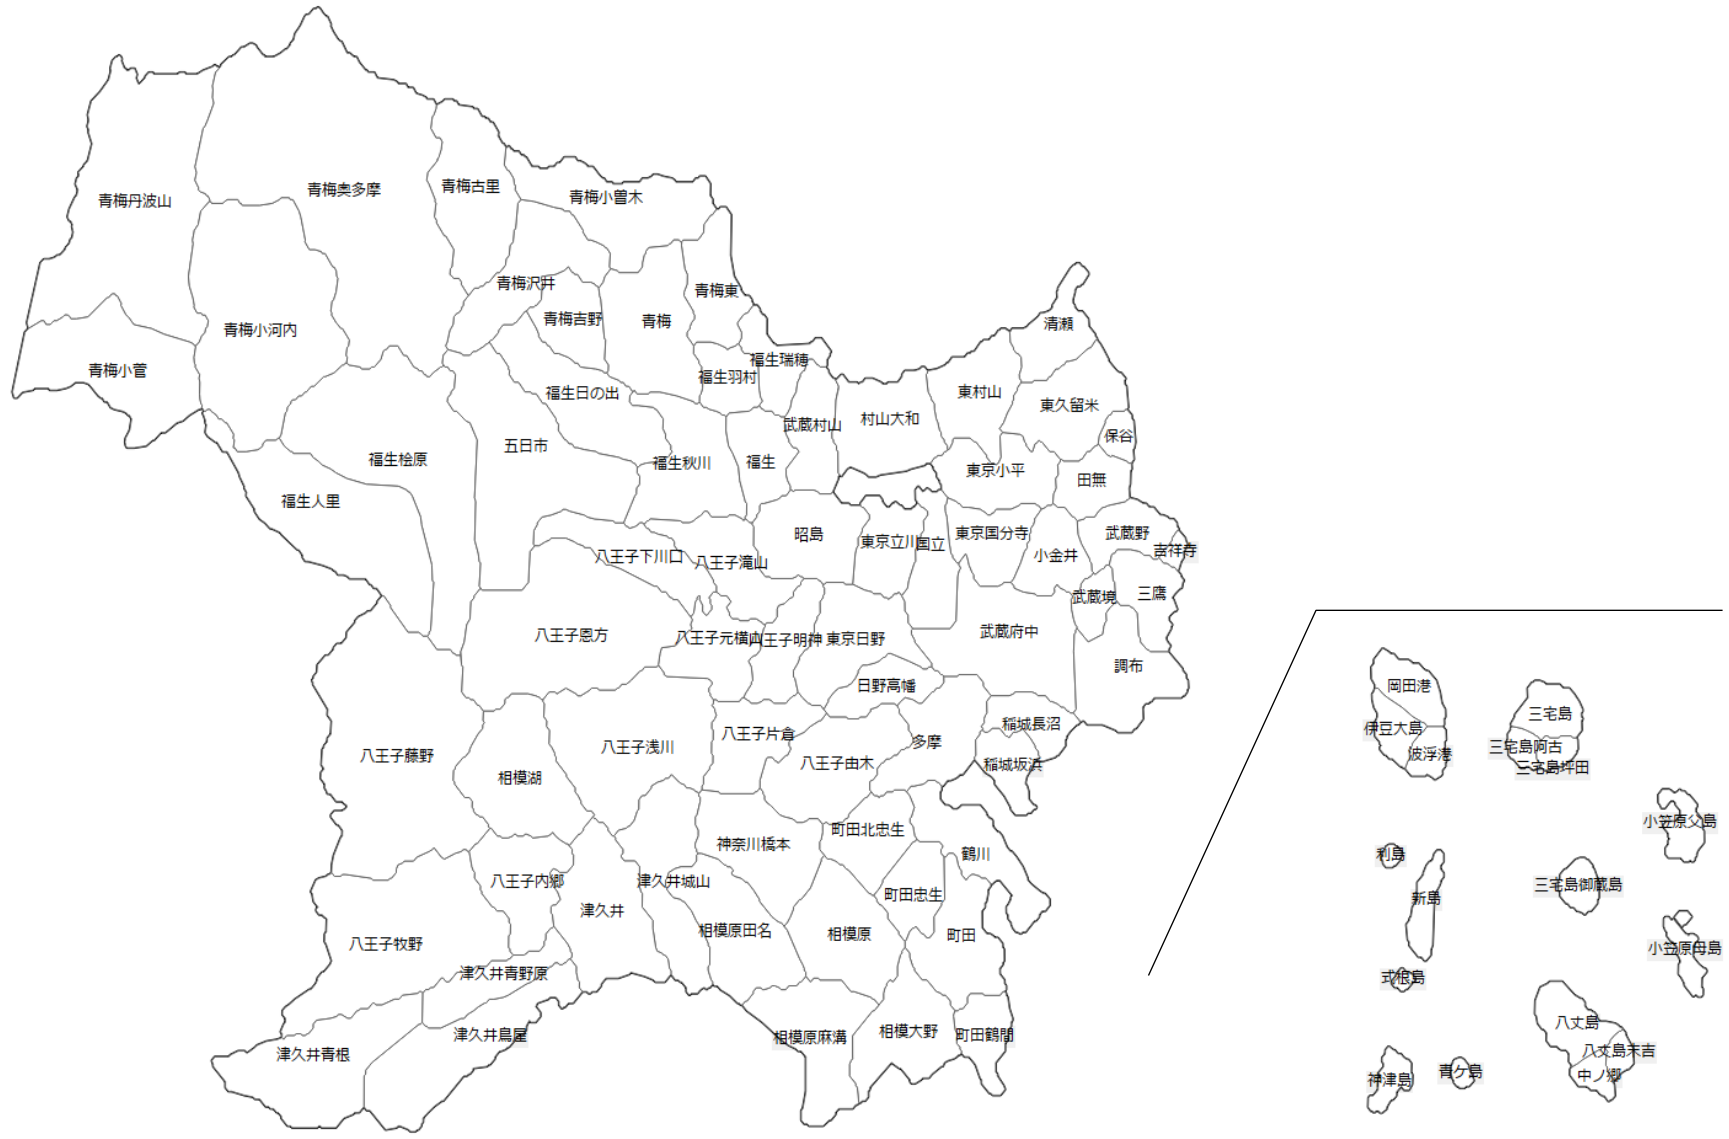 青梅奥多摩
青梅古里
青梅小曽木
青梅丹波山
青梅沢井
青梅東
青梅吉野
青梅
青梅小河内
青梅小菅
清瀬
福生瑞穂
福生羽村
福生日の出
東村山
東久留米
村山大和
武蔵村山
保谷
五日市
福生桧原
福生秋川
福生
東京小平
田無
福生人里
昭島
東京立川
国立
東京国分寺
武蔵野
吉祥寺
小金井
八王子下川口
八王子滝山
武蔵境
三鷹
八王子恩方
八王子元横山
八王子明神
東京日野
武蔵府中
調布
日野高幡
岡田港
三宅島
稲城長沼
伊豆大島
八王子片倉
多摩
八王子浅川
三宅島阿古
八王子藤野
波浮港
八王子由木
稲城坂浜
三宅島坪田
相模湖
小笠原父島
町田北忠生
神奈川橋本
鶴川
利島
八王子内郷
津久井城山
三宅島御蔵島
町田忠生
新島
津久井
相模原田名
相模原
町田
八王子牧野
小笠原母島
津久井青野原
式根島
八丈島
津久井鳥屋
相模原麻溝
相模大野
町田鶴間
八丈島末吉
津久井青根
青ケ島
中ノ郷
神津島